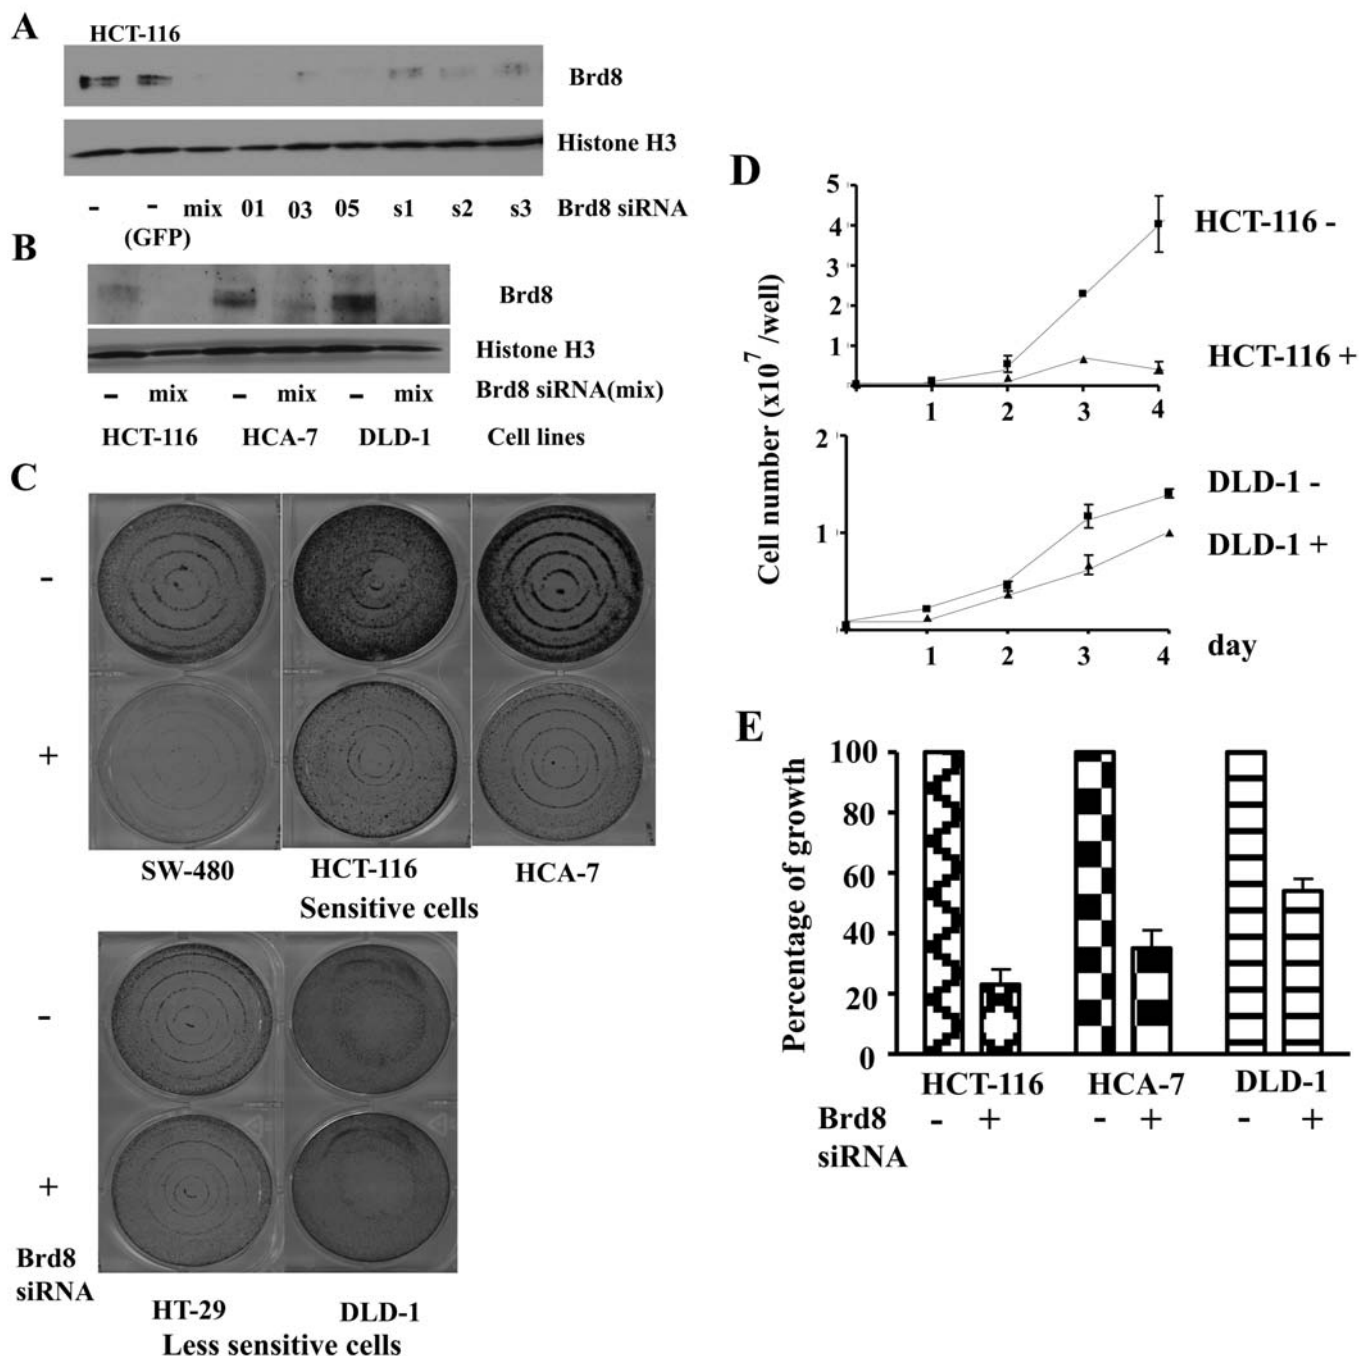 A
HCT-116
Brd8
Histone H3
- - mix 01 03 05 s1 s2 s3 Brd8 siRNA
(GFP)
B
Brd8
Histone H3
- mix - mix - mix Brd8 siRNA(mix)
HCT-116 HCA-7 DLD-1 Cell lines
C
-
+
SW-480 HCT-116 HCA-7
Sensitive cells
-
+
Brd8
siRNA
HT-29 DLD-1
Less sensitive cells
D
Cell number (x10^7 /well)
5
4
3
2
1
1 2 3 4
HCT-116 -
HCT-116 +
2
1
1 2 3 4
day
DLD-1 -
DLD-1 +
E
Percentage of growth
100
80
60
40
20
0
HCT-116 HCA-7 DLD-1
Brd8 - + - + - +
siRNA